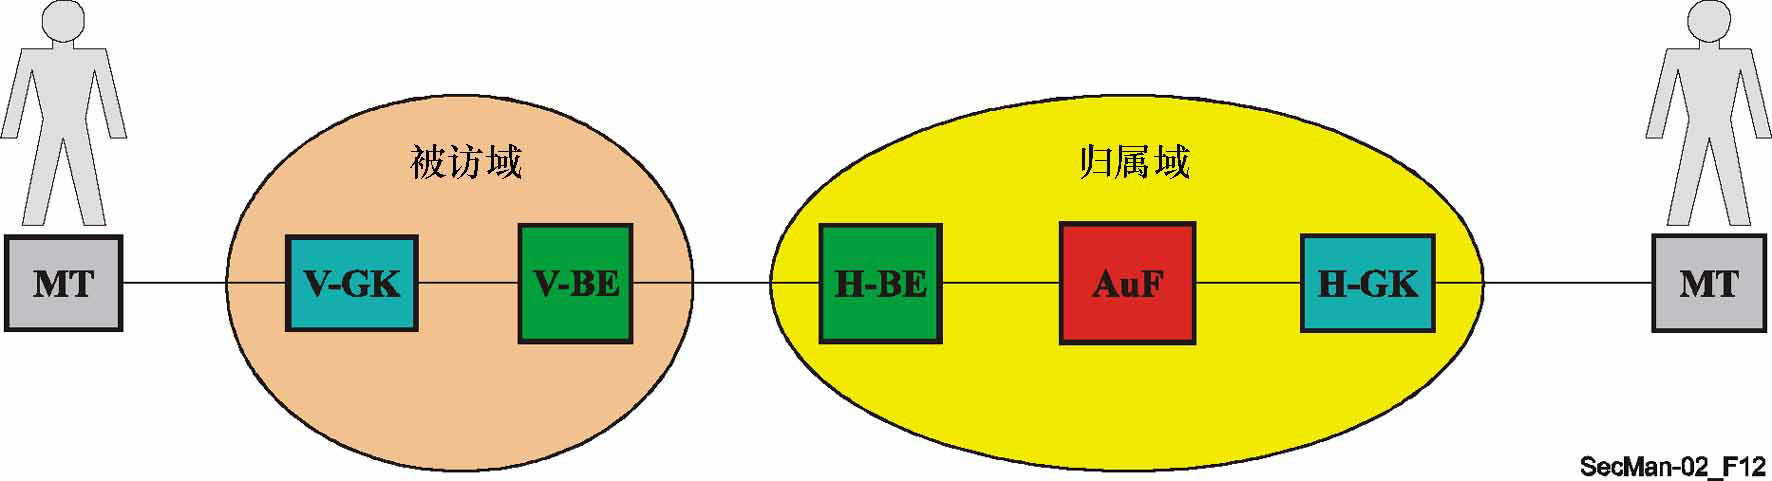 被访域
归属域
MT
V-GK
V-BE
H-BE
AuF
H-GK
MT
SecMan-02_F12